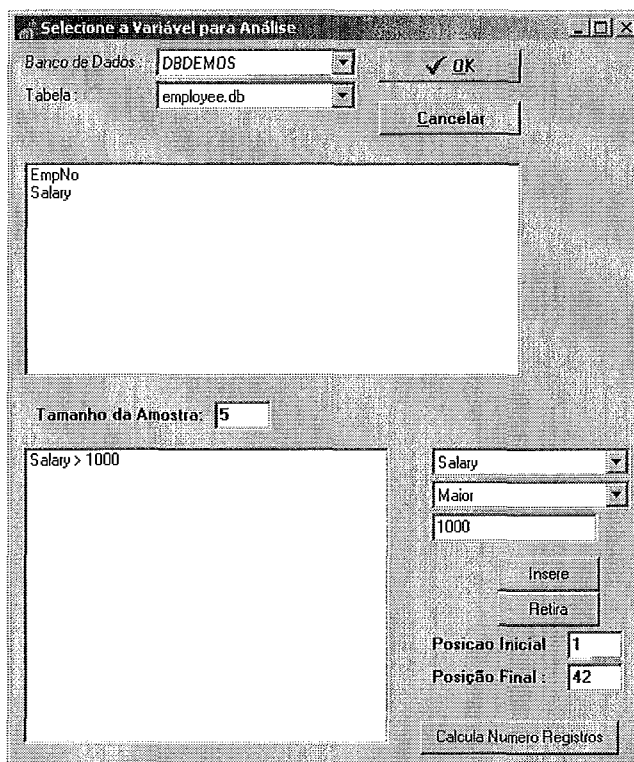 Selecione a Variável para Análise
Banco de Dados : DBDEMOS
OK
Tabela : employee.db
Cancelar
EmpNo
Salary
Tamanho da Amostra: 5
Salary > 1000
Salary
Maior
1000
Insere
Retira
Posicao Inicial 1
Posição Final : 42
Calcula Numero Registros